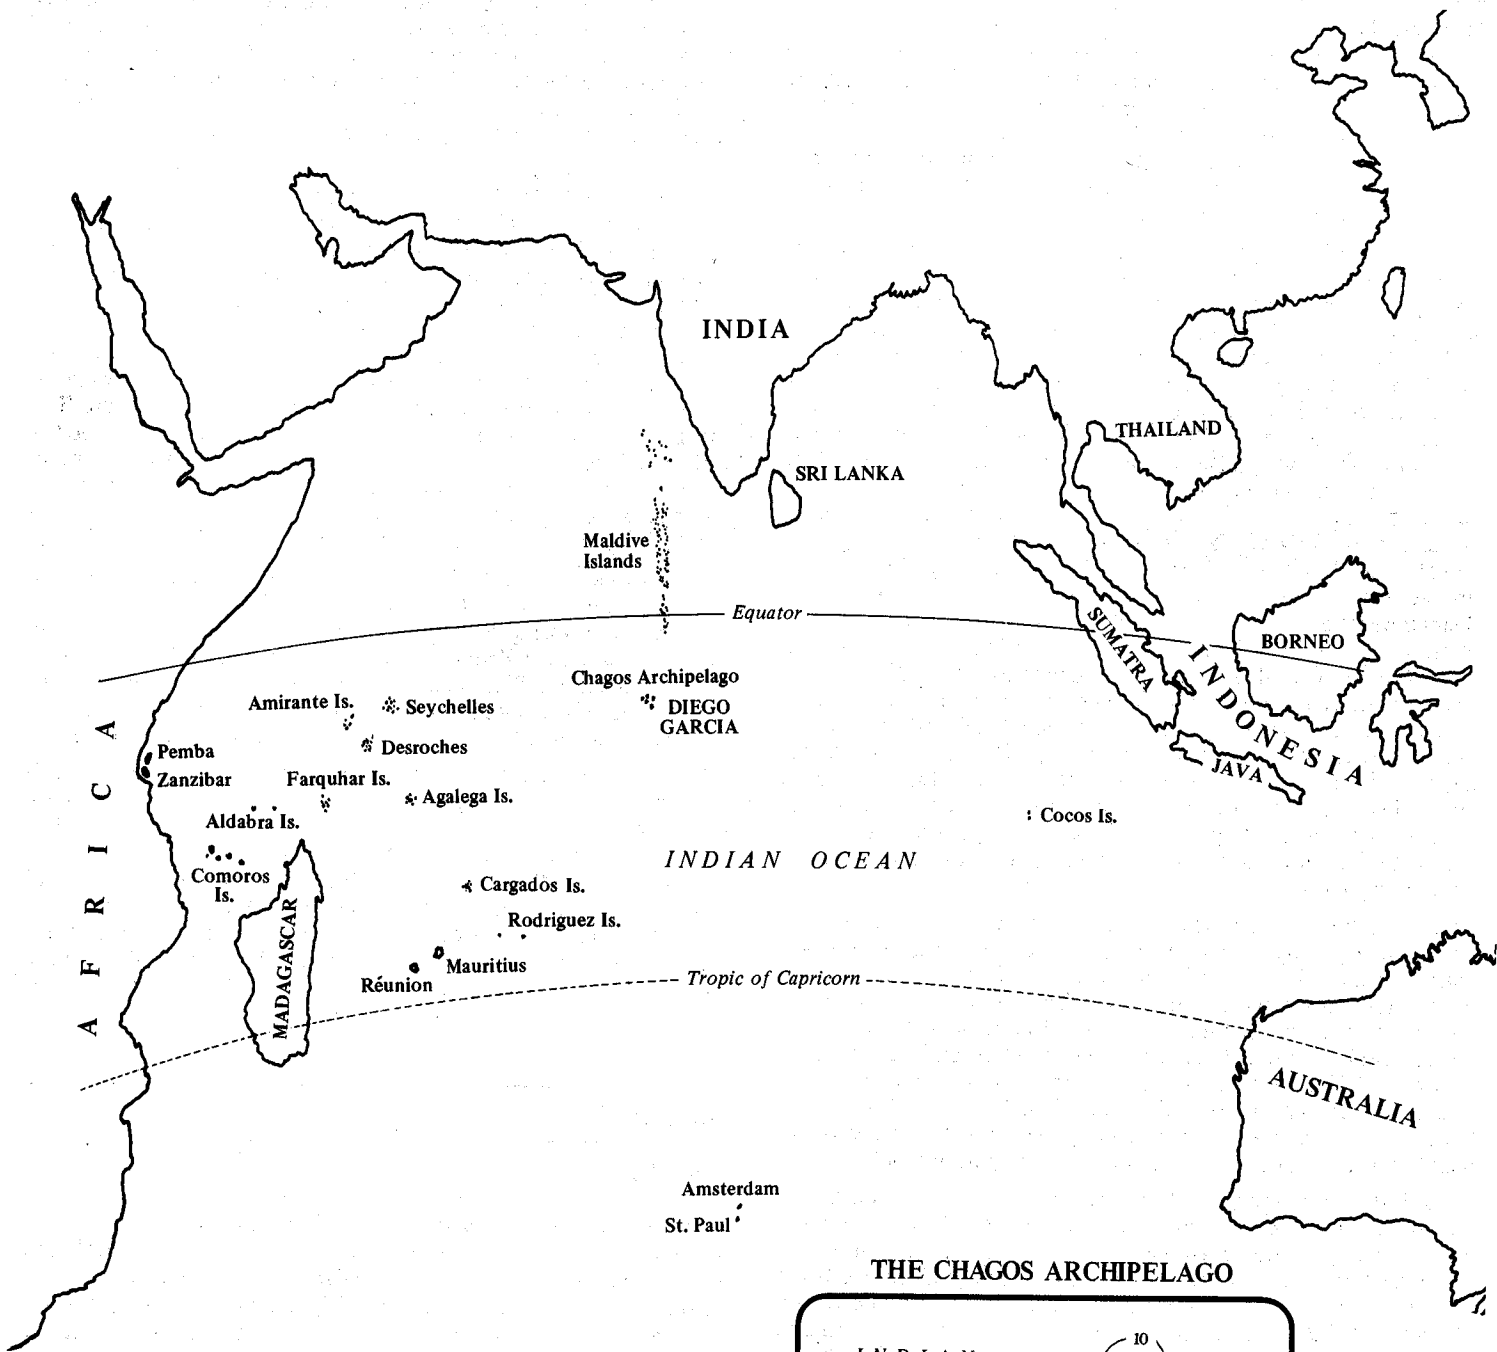 INDIA
THAILAND
SRI LANKA
Maldive
Islands
Equator
SUMATRA
BORNEO
INDONESIA
Chagos Archipelago
DIEGO
GARCIA
Amirante Is.
Seychelles
Desroches
AFRICA
Pemba
Zanzibar
Farquhar Is.
Agalega Is.
JAVA
Aldabra Is.
Cocos Is.
INDIAN OCEAN
Comoros
Is.
Cargados Is.
MADAGASCAR
Rodriguez Is.
Mauritius
Réunion
Tropic of Capricorn
AUSTRALIA
Amsterdam
St. Paul
THE CHAGOS ARCHIPELAGO
10